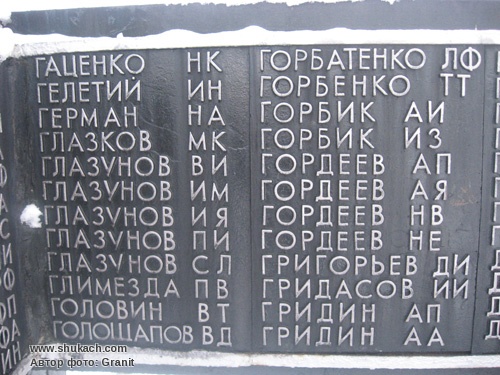 ГАЦЕНКО НК
ГЕЛЕТИЙ ИН
ГЕРМАН НА
ГЛАЗКОВ МК
ГЛАЗУНОВ ВИ
ГЛАЗУНОВ ИМ
ГЛАЗУНОВ ИЯ
ГЛАЗУНОВ ПИ
ГЛАЗУНОВ СЛ
ГЛИМЕЗДА ПВ
ГОЛОВИН ВТ
ГОЛОЩАПОВ ВД
ГОРБАТЕНКО ЛФ
ГОРБЕНКО ТТ
ГОРБИК АИ
ГОРБИК ИЗ
ГОРДЕЕВ АП
ГОРДЕЕВ АЯ
ГОРДЕЕВ НВ
ГОРДЕЕВ НЕ
ГРИГОРЬЕВ ДИ
ГРИДАСОВ ИИ
ГРИДИН АП
ГРИДИН АА
www.shukach.com
Автор фото: Granit